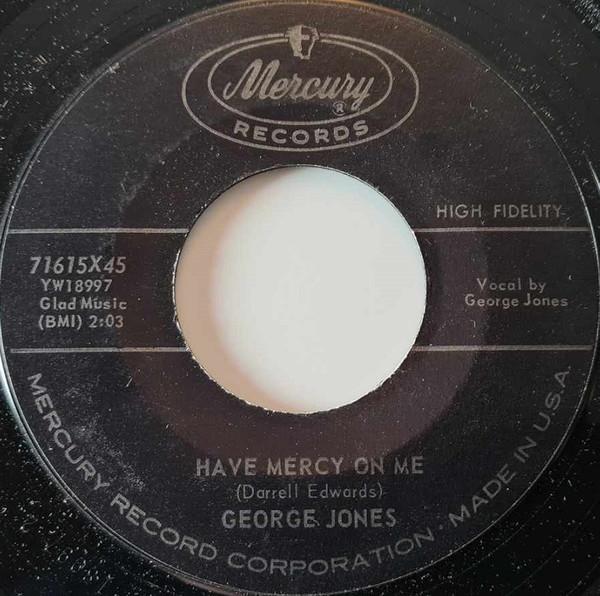 Mercury
®
RECORDS
HIGH FIDELITY
71615X45
YW18997
Glad Music
(BMI) 2:03
Vocal by
George Jones
HAVE MERCY ON ME
(Darrell Edwards)
GEORGE JONES
MERCURY RECORD CORPORATION · MADE IN U.S.A.